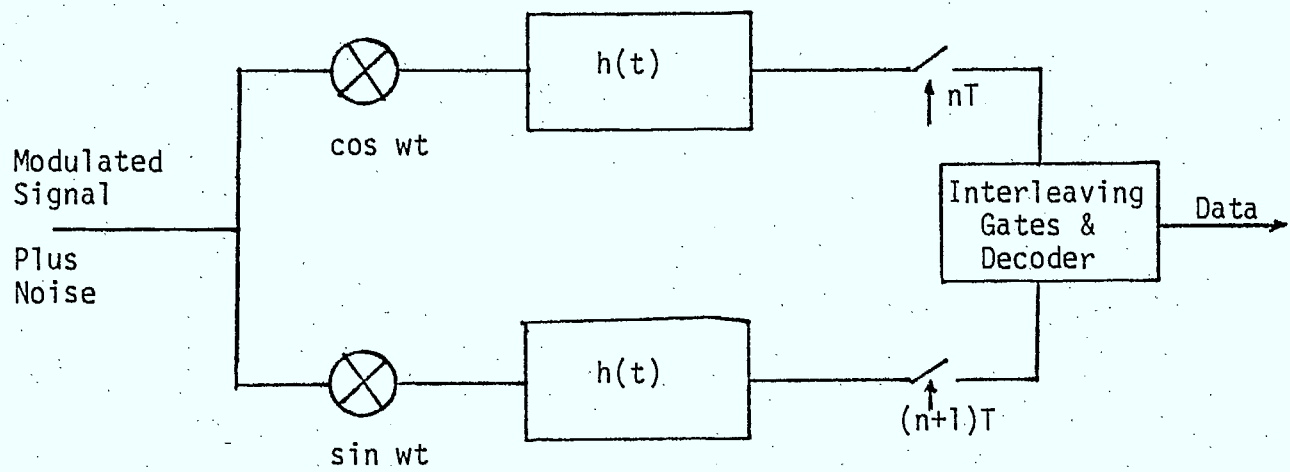 h(t)
nT
cos wt
Modulated
Signal
Plus
Noise
Interleaving
Gates &
Decoder
Data
h(t)
(n+1)T
sin wt